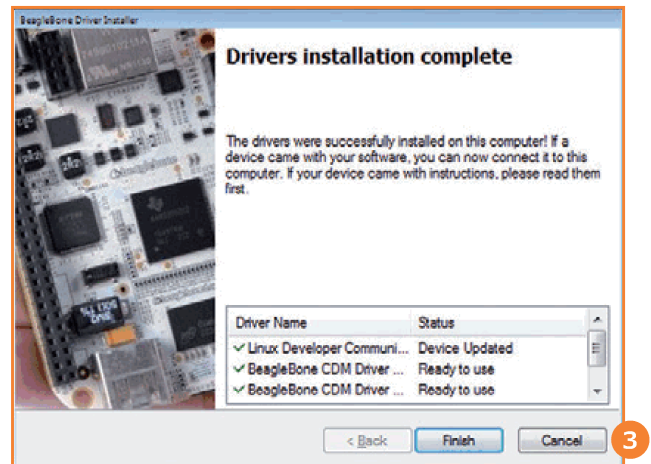 BeagleBone Driver Installer
Drivers installation complete
The drivers were successfully installed on this computer! If a
device came with your software, you can now connect it to this
computer. If your device came with instructions, please read them
first.
Driver Name Status
Linux Developer Communi... Device Updated
BeagleBone CDM Driver ... Ready to use
BeagleBone CDM Driver ... Ready to use
< Back Finish Cancel
3